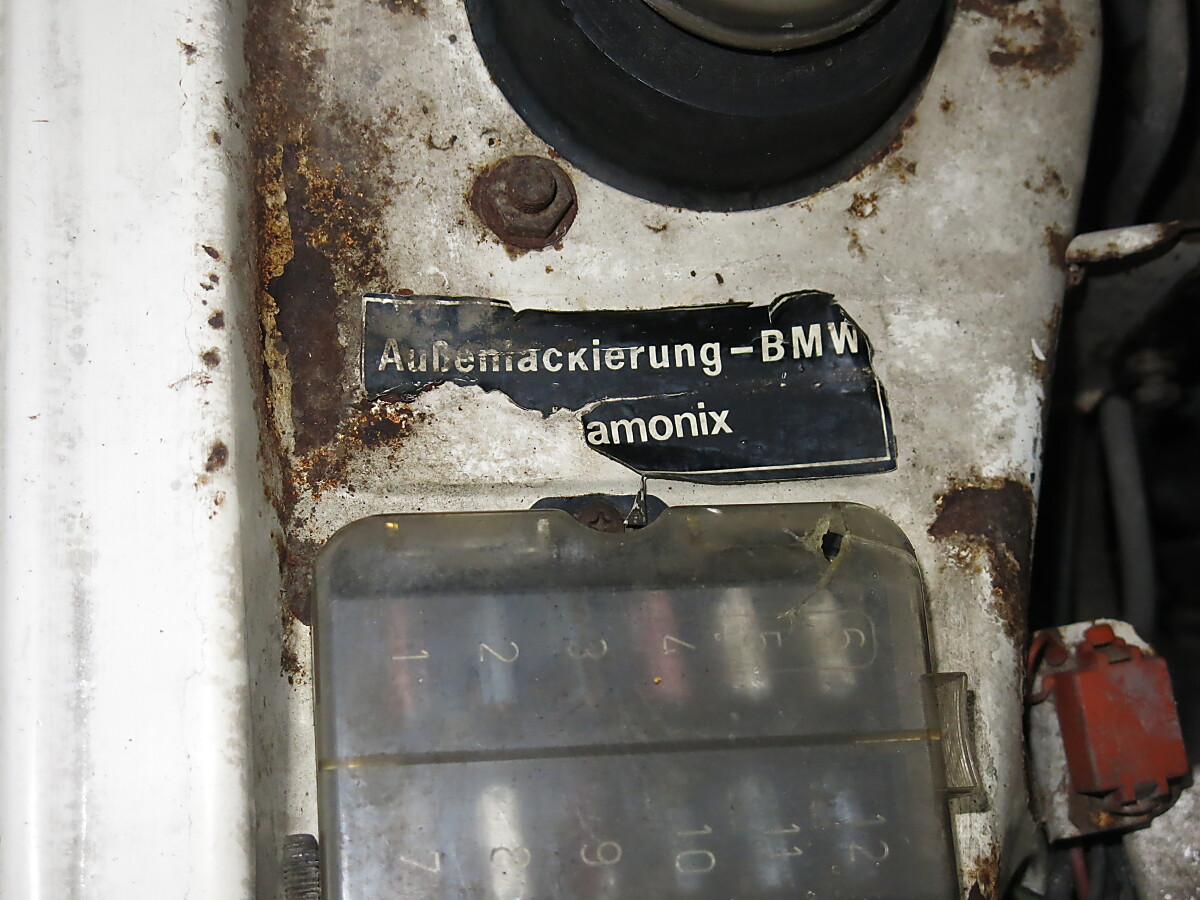 Außenlackierung-BMW
amonix
1 2 3 4 5 6
7 8 9 10 11 12